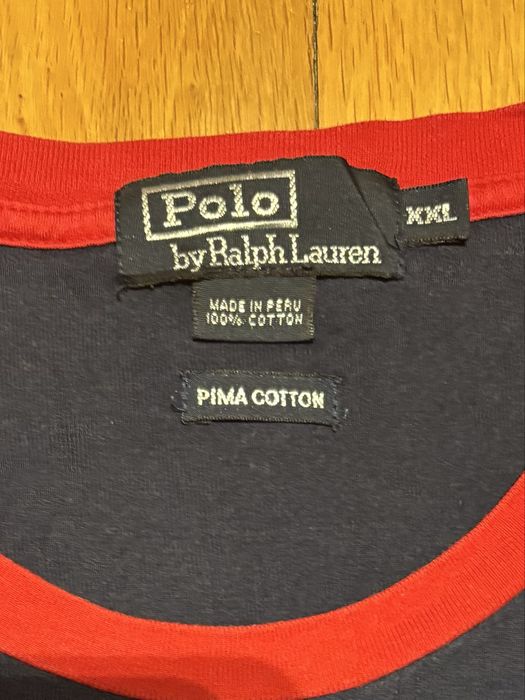 Polo
by Ralph Lauren
XXL
MADE IN PERU
100% COTTON
PIMA COTTON